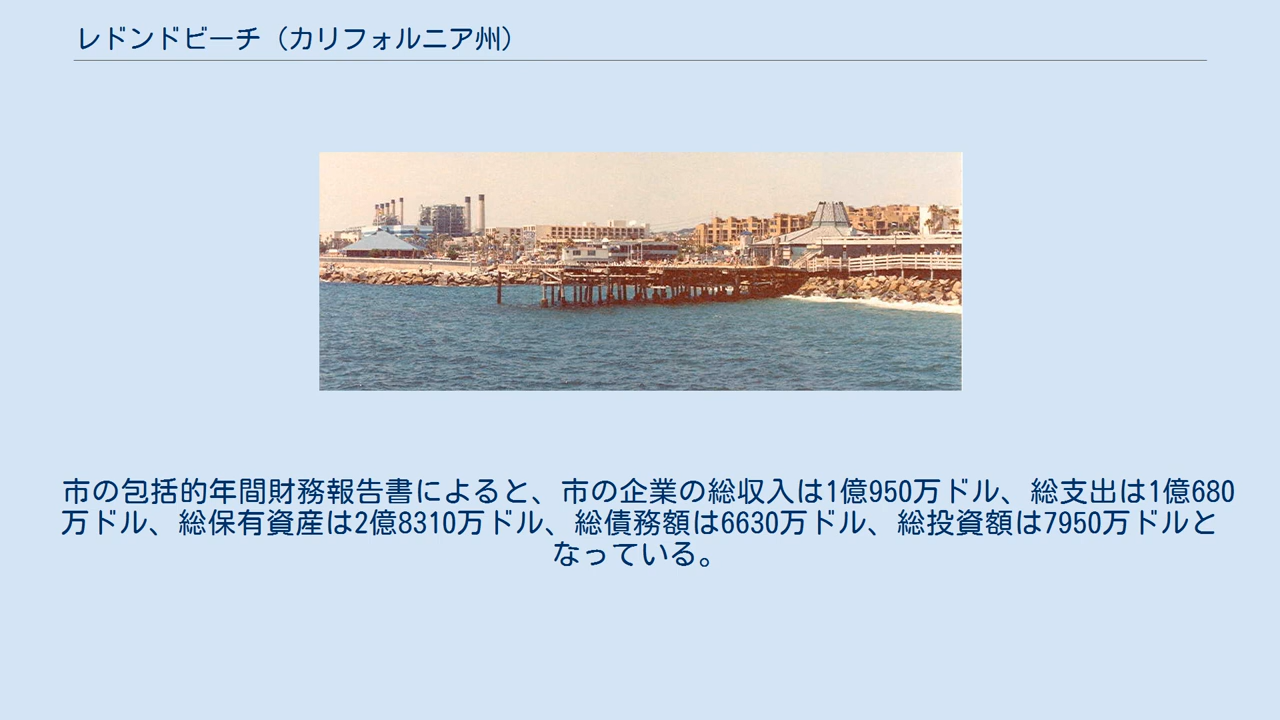 レドンドビーチ（カリフォルニア州）
市の包括的年間財務報告書によると、市の企業の総収入は1億950万ドル、総支出は1億680
万ドル、総保有資産は2億8310万ドル、総債務額は6630万ドル、総投資額は7950万ドルと
なっている。